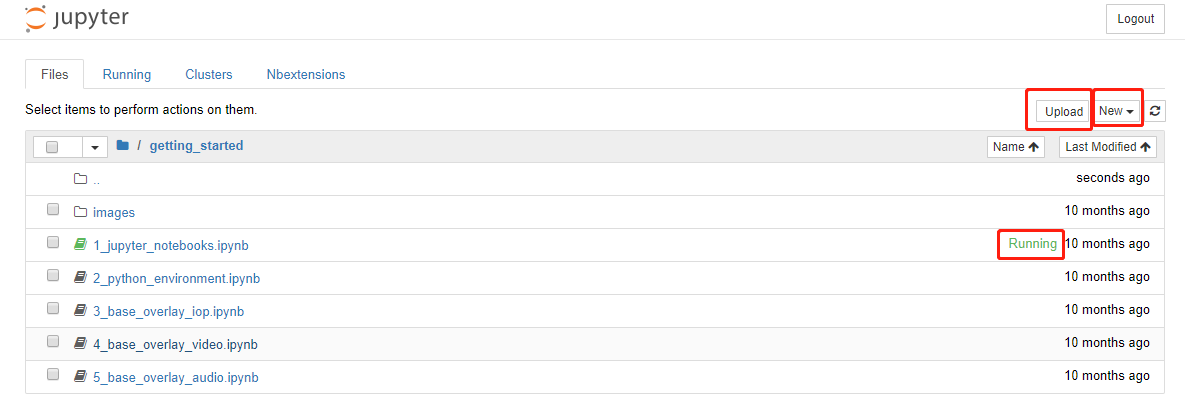 jupyter
Logout
Files Running Clusters Nbextensions
Select items to perform actions on them.
Upload New
/ getting_started Name Last Modified
.. seconds ago
images 10 months ago
1_jupyter_notebooks.ipynb Running 10 months ago
2_python_environment.ipynb 10 months ago
3_base_overlay_iop.ipynb 10 months ago
4_base_overlay_video.ipynb 10 months ago
5_base_overlay_audio.ipynb 10 months ago